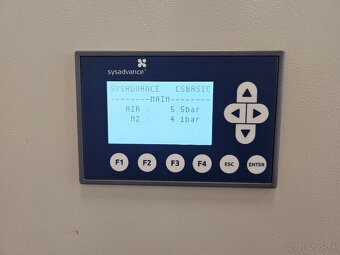 sysadvance
SYSADVANCE CSBASIC
--------MAIN--------
AIR : 5.5bar
N2 : 4.1bar
F1 F2 F3 F4 ESC ENTER